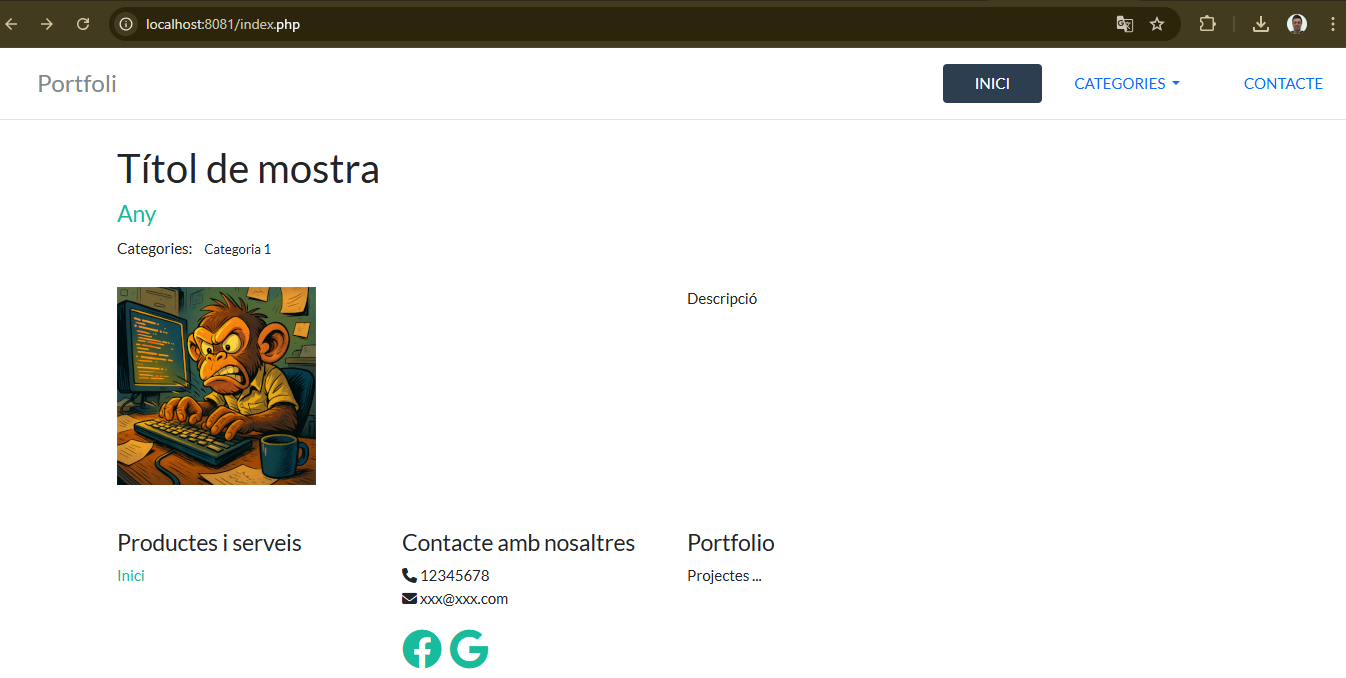 localhost:8081/index.php
Portfoli
INICI
CATEGORIES
CONTACTE
Títol de mostra
Any
Categories: Categoria 1
Descripció
Productes i serveis
Inici
Contacte amb nosaltres
12345678
xxx@xxx.com
Portfolio
Projectes ...